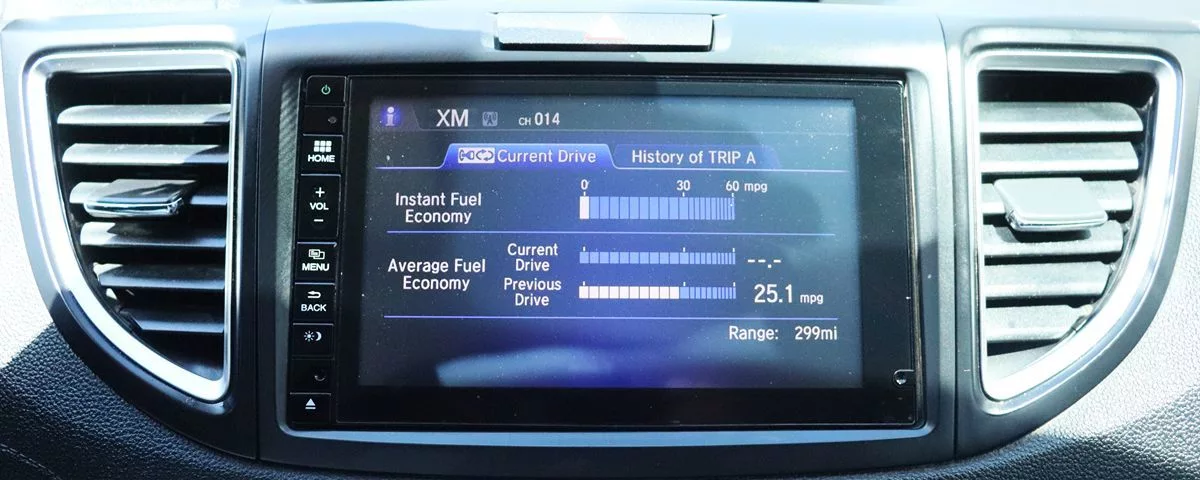 XM CH 014
Current Drive History of TRIP A
HOME
+
VOL
−
MENU
BACK
0 30 60 mpg
Instant Fuel
Economy
Average Fuel
Economy
Current
Drive
--.-
Previous
Drive
25.1 mpg
Range: 299mi